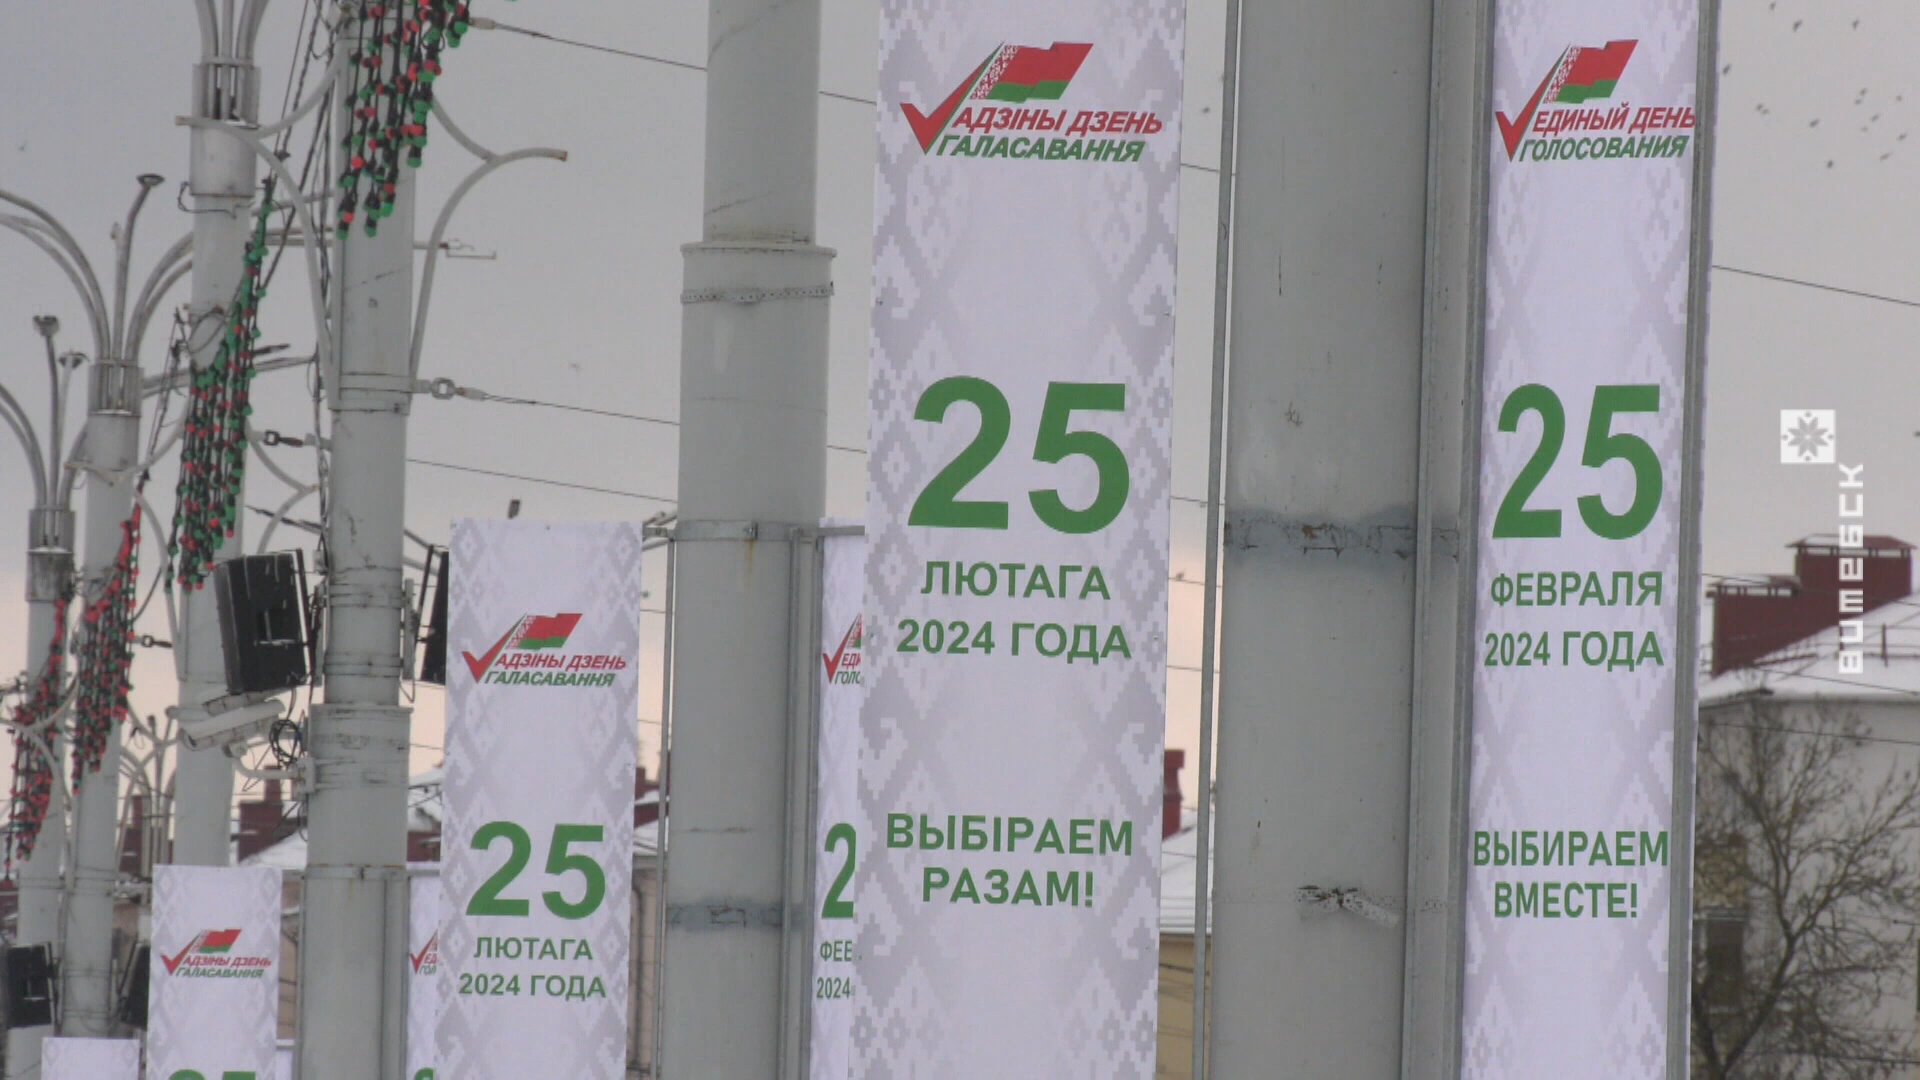 АДЗІНЫ ДЗЕНЬ
ГАЛАСАВАННЯ
25
ЛЮТАГА
2024 ГОДА
ВЫБІРАЕМ
РАЗАМ!
ЕДИНЫЙ ДЕНЬ
ГОЛОСОВАНИЯ
25
ФЕВРАЛЯ
2024 ГОДА
ВЫБИРАЕМ
ВМЕСТЕ!
АДЗІНЫ ДЗЕНЬ
ГАЛАСАВАННЯ
25
ЛЮТАГА
2024 ГОДА
2024
АДЗІНЫ ДЗЕНЬ
ГАЛАСАВАННЯ
ВИТЕБСК